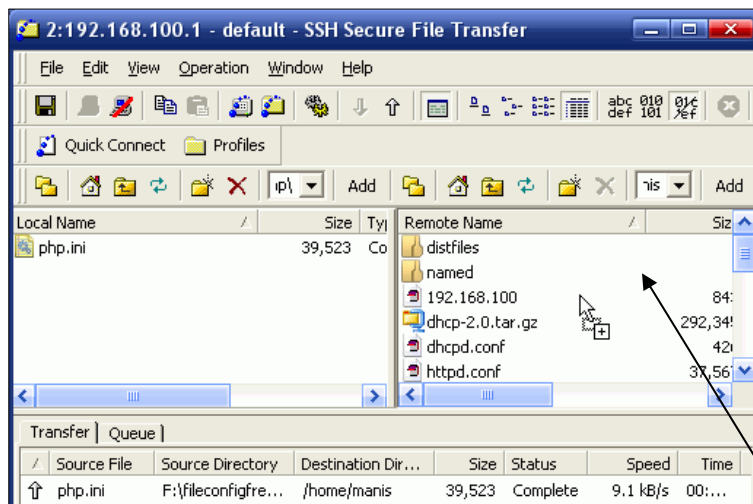 2:192.168.100.1 - default - SSH Secure File Transfer
File Edit View Operation Window Help
abc def 010 101
Quick Connect Profiles
Add Add
Local Name Size Remote Name
php.ini 39,523 Co distfiles
named
192.168.100
dhcp-2.0.tar.gz
dhcpd.conf
httpd.conf
Transfer Queue
Source File Source Directory Destination Dir... Size Status Speed Time
php.ini F:\fileconfigfre... /home/manis 39,523 Complete 9.1 kB/s 00:...